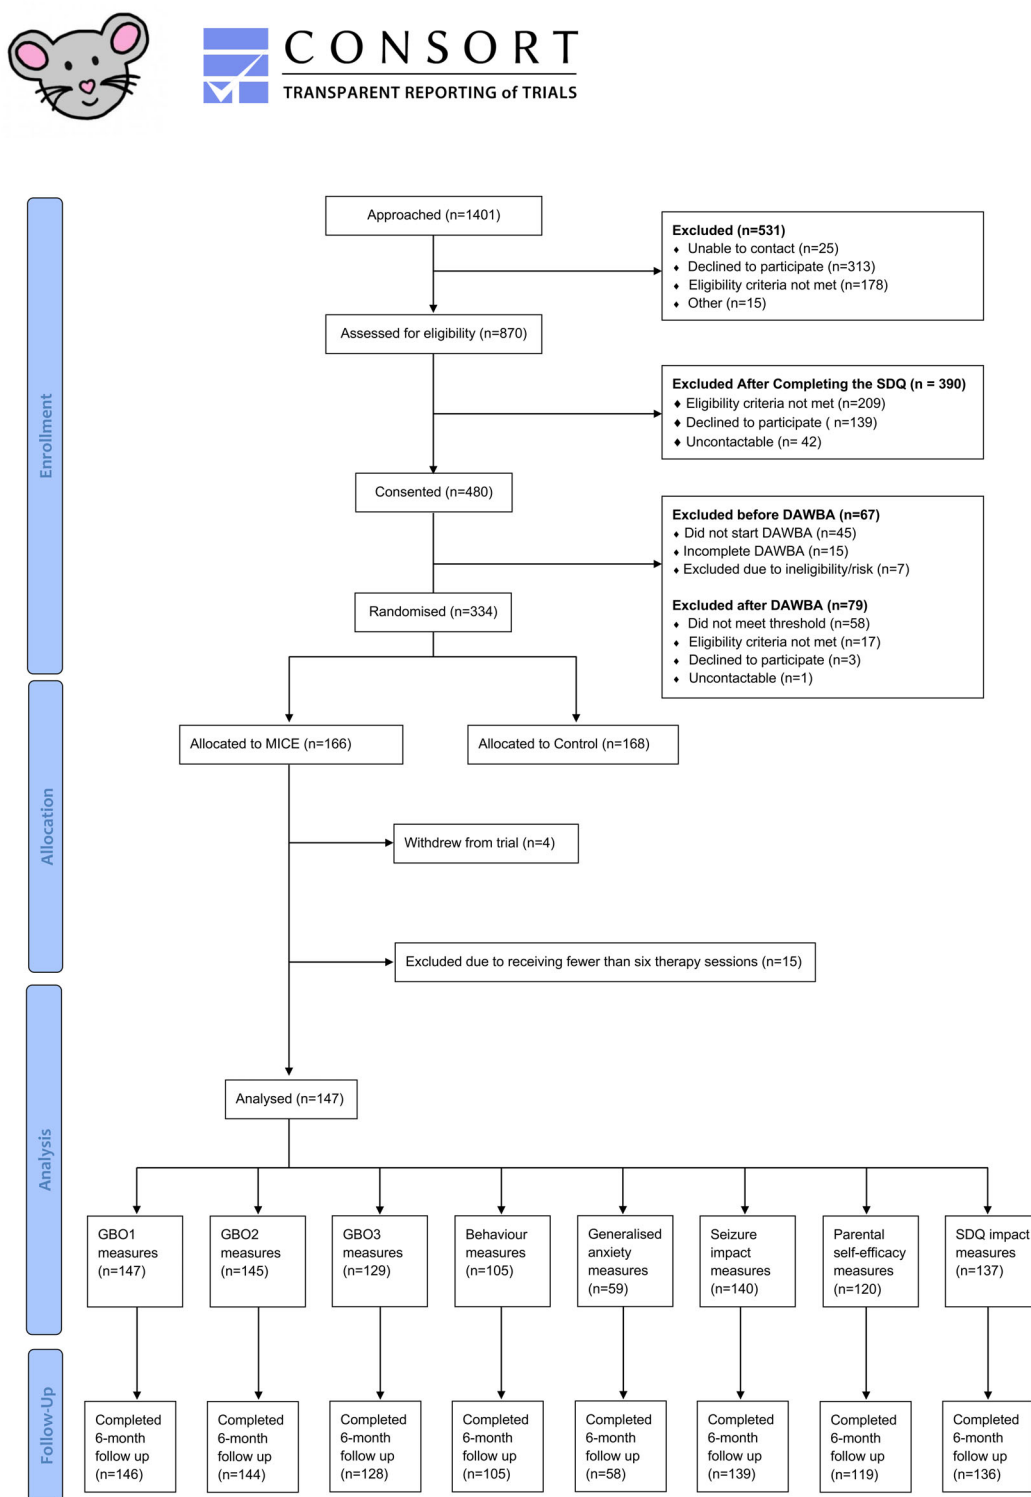 CONSORT
TRANSPARENT REPORTING of TRIALS
Enrollment
Approached (n=1401)
Excluded (n=531)
♦ Unable to contact (n=25)
♦ Declined to participate (n=313)
♦ Eligibility criteria not met (n=178)
♦ Other (n=15)
Assessed for eligibility (n=870)
Excluded After Completing the SDQ (n = 390)
♦ Eligibility criteria not met (n=209)
♦ Declined to participate ( n=139)
♦ Uncontactable (n= 42)
Consented (n=480)
Excluded before DAWBA (n=67)
♦ Did not start DAWBA (n=45)
♦ Incomplete DAWBA (n=15)
♦ Excluded due to ineligibility/risk (n=7)
Excluded after DAWBA (n=79)
♦ Did not meet threshold (n=58)
♦ Eligibility criteria not met (n=17)
♦ Declined to participate (n=3)
♦ Uncontactable (n=1)
Randomised (n=334)
Allocation
Allocated to MICE (n=166)
Allocated to Control (n=168)
Withdrew from trial (n=4)
Excluded due to receiving fewer than six therapy sessions (n=15)
Analysis
Analysed (n=147)
GBO1
measures
(n=147)
GBO2
measures
(n=145)
GBO3
measures
(n=129)
Behaviour
measures
(n=105)
Generalised
anxiety
measures
(n=59)
Seizure
impact
measures
(n=140)
Parental
self-efficacy
measures
(n=120)
SDQ impact
measures
(n=137)
Follow-Up
Completed
6-month
follow up
(n=146)
Completed
6-month
follow up
(n=144)
Completed
6-month
follow up
(n=128)
Completed
6-month
follow up
(n=105)
Completed
6-month
follow up
(n=58)
Completed
6-month
follow up
(n=139)
Completed
6-month
follow up
(n=119)
Completed
6-month
follow up
(n=136)